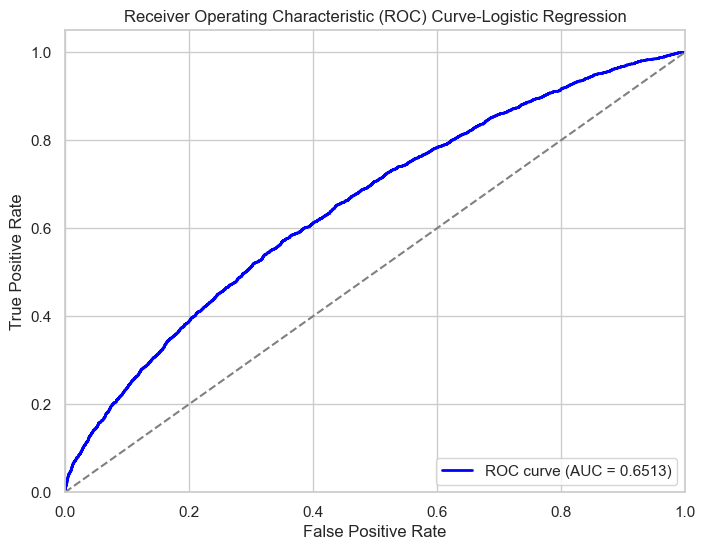 Receiver Operating Characteristic (ROC) Curve-Logistic Regression
1.0
0.8
0.6
0.4
0.2
0.0
True Positive Rate
ROC curve (AUC = 0.6513)
0.0 0.2 0.4 0.6 0.8 1.0
False Positive Rate